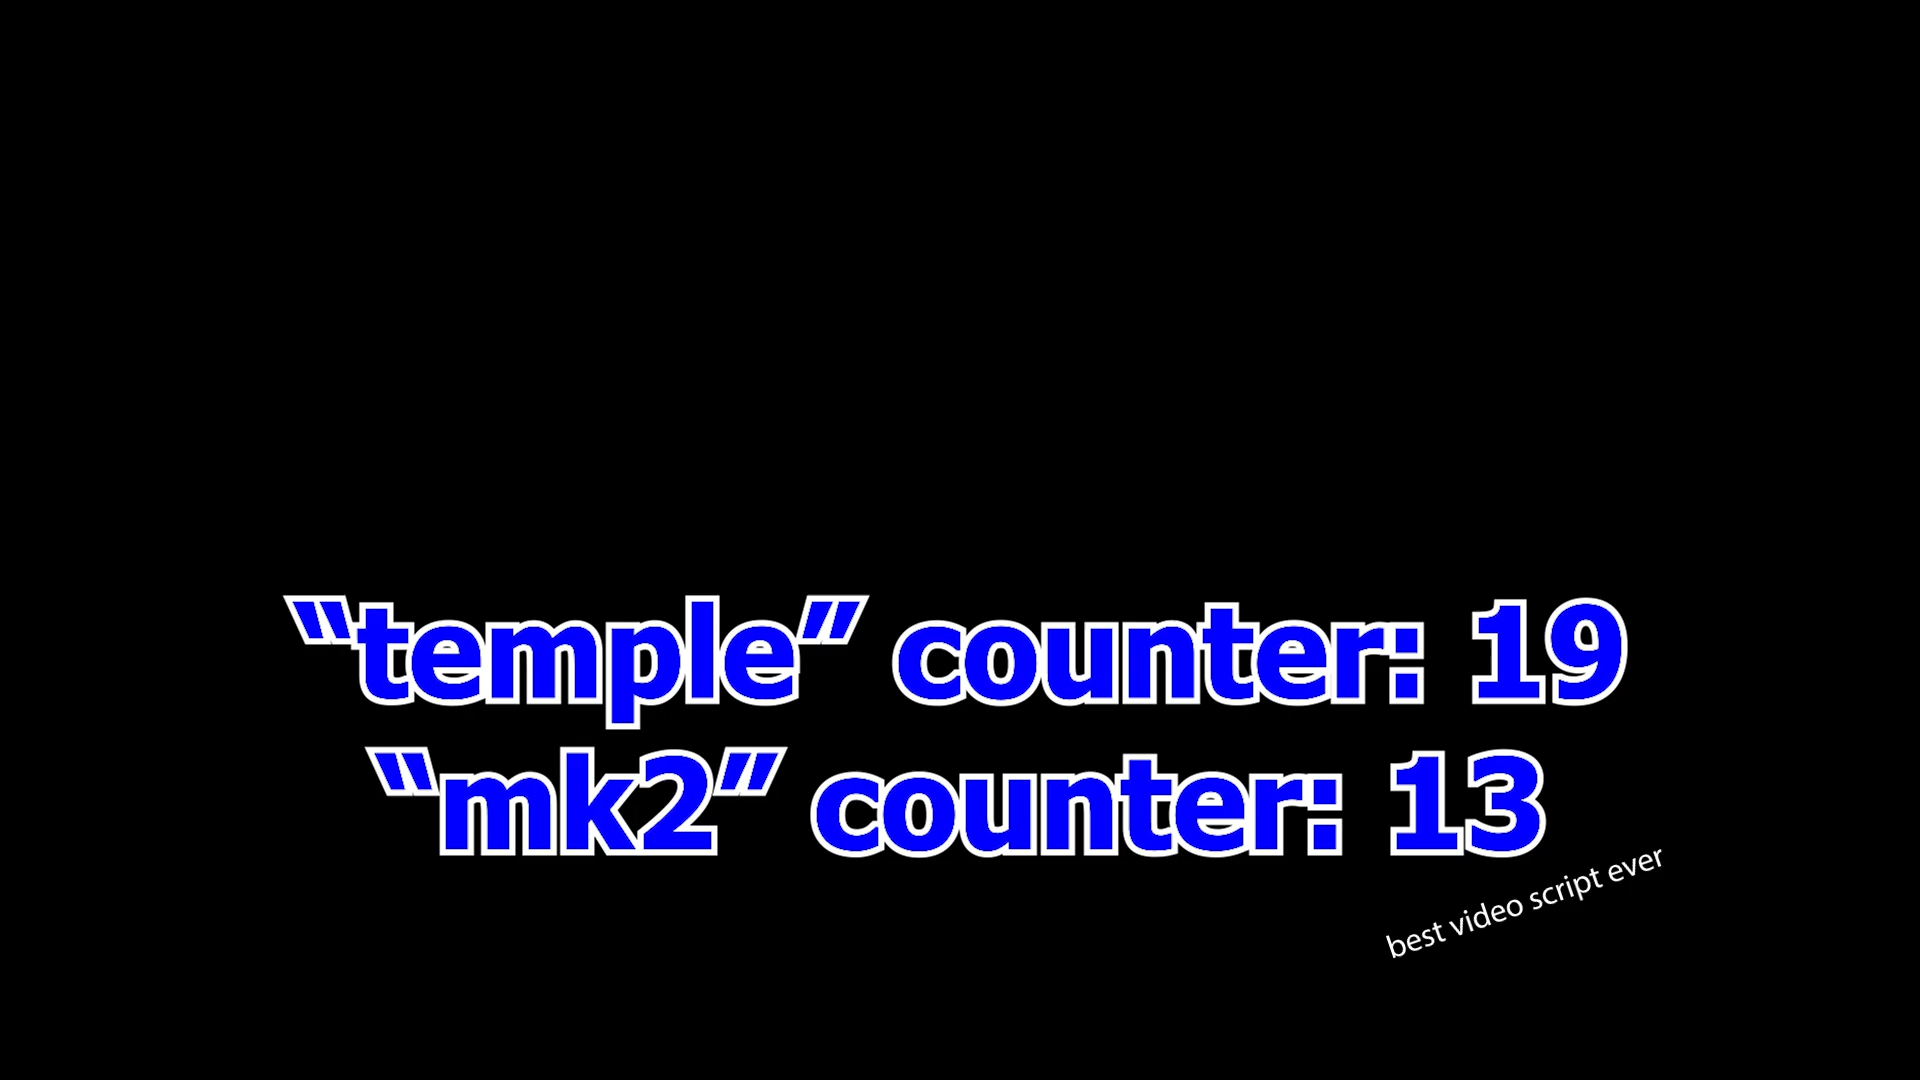 “temple” counter: 19
“mk2” counter: 13
best video script ever